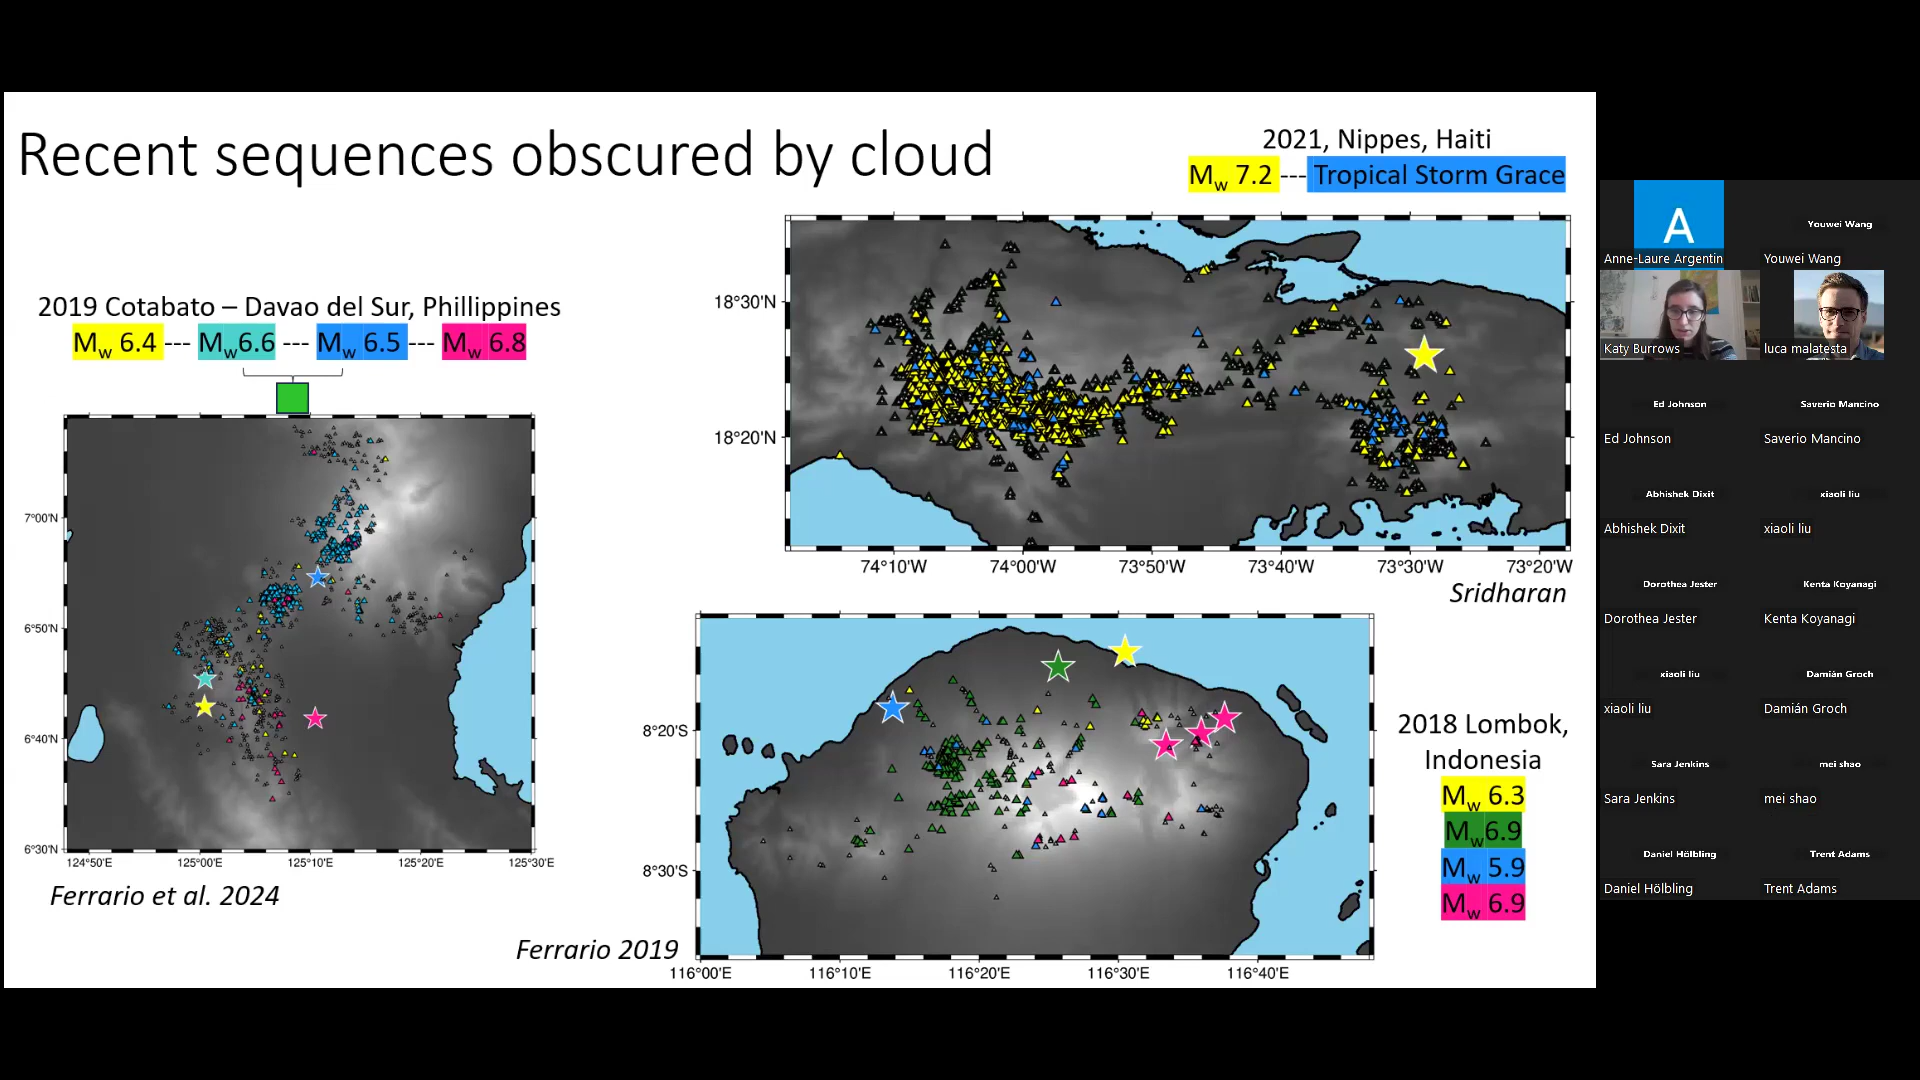 Recent sequences obscured by cloud
2021, Nippes, Haiti
Mw 7.2 --- Tropical Storm Grace
2019 Cotabato – Davao del Sur, Phillippines
Mw 6.4 --- Mw6.6 --- Mw 6.5 --- Mw 6.8
7°00'N
6°50'N
6°40'N
6°30'N
124°50'E 125°00'E 125°10'E 125°20'E 125°30'E
Ferrario et al. 2024
18°30'N
18°20'N
74°10'W 74°00'W 73°50'W 73°40'W 73°30'W 73°20'W
Sridharan
8°20'S
8°30'S
116°00'E 116°10'E 116°20'E 116°30'E 116°40'E
Ferrario 2019
2018 Lombok,
Indonesia
Mw 6.3
Mw6.9
Mw 5.9
Mw 6.9
A
Anne-Laure Argentin
Youwei Wang
Youwei Wang
Katy Burrows
luca malatesta
Ed Johnson
Ed Johnson
Saverio Mancino
Saverio Mancino
Abhishek Dixit
Abhishek Dixit
xiaoli liu
xiaoli liu
Dorothea Jester
Dorothea Jester
Kenta Koyanagi
Kenta Koyanagi
xiaoli liu
xiaoli liu
Damián Groch
Damián Groch
Sara Jenkins
Sara Jenkins
mei shao
mei shao
Daniel Hölbling
Daniel Hölbling
Trent Adams
Trent Adams